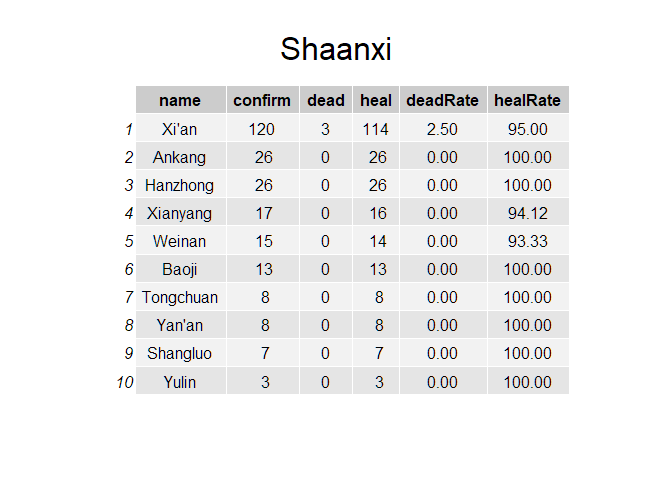 Shaanxi
name confirm dead heal deadRate healRate
1 Xi'an 120 3 114 2.50 95.00
2 Ankang 26 0 26 0.00 100.00
3 Hanzhong 26 0 26 0.00 100.00
4 Xianyang 17 0 16 0.00 94.12
5 Weinan 15 0 14 0.00 93.33
6 Baoji 13 0 13 0.00 100.00
7 Tongchuan 8 0 8 0.00 100.00
8 Yan'an 8 0 8 0.00 100.00
9 Shangluo 7 0 7 0.00 100.00
10 Yulin 3 0 3 0.00 100.00